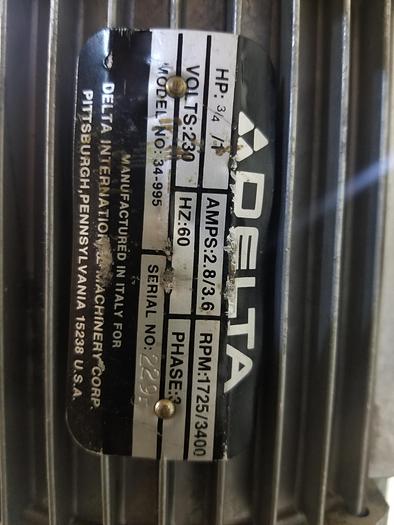 DELTA
HP: 3/4 /1 AMPS:2.8/3.6 RPM:1725/3400
VOLTS:230 HZ:60 PHASE:3
MODEL NO: 34-995 SERIAL NO:
MANUFACTURED IN ITALY FOR
DELTA INTERNATIONAL MACHINERY CORP.
PITTSBURGH,PENNSYLVANIA 15238 U.S.A.